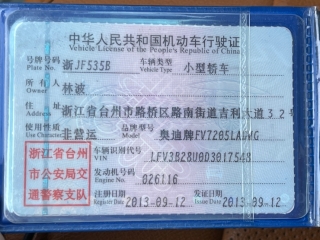 中华人民共和国机动车行驶证
Vehicle License of the People's Republic of China
号牌号码 浙JF535B 车辆类型 小型轿车
Plate No. Vehicle Type
所有人 林波
Owner
住址 浙江省台州市路桥区路南街道吉利大道32号
Address
使用性质 非营运 品牌型号 奥迪牌FV7205LADWG
Use Character Model
浙江省台州市公安局交通警察支队
车辆识别代号 LFV3B28U0D3017548
VIN
发动机号码 026116
Engine No.
注册日期 2013-09-12 发证日期 2013-09-12
Register Date Issue Date